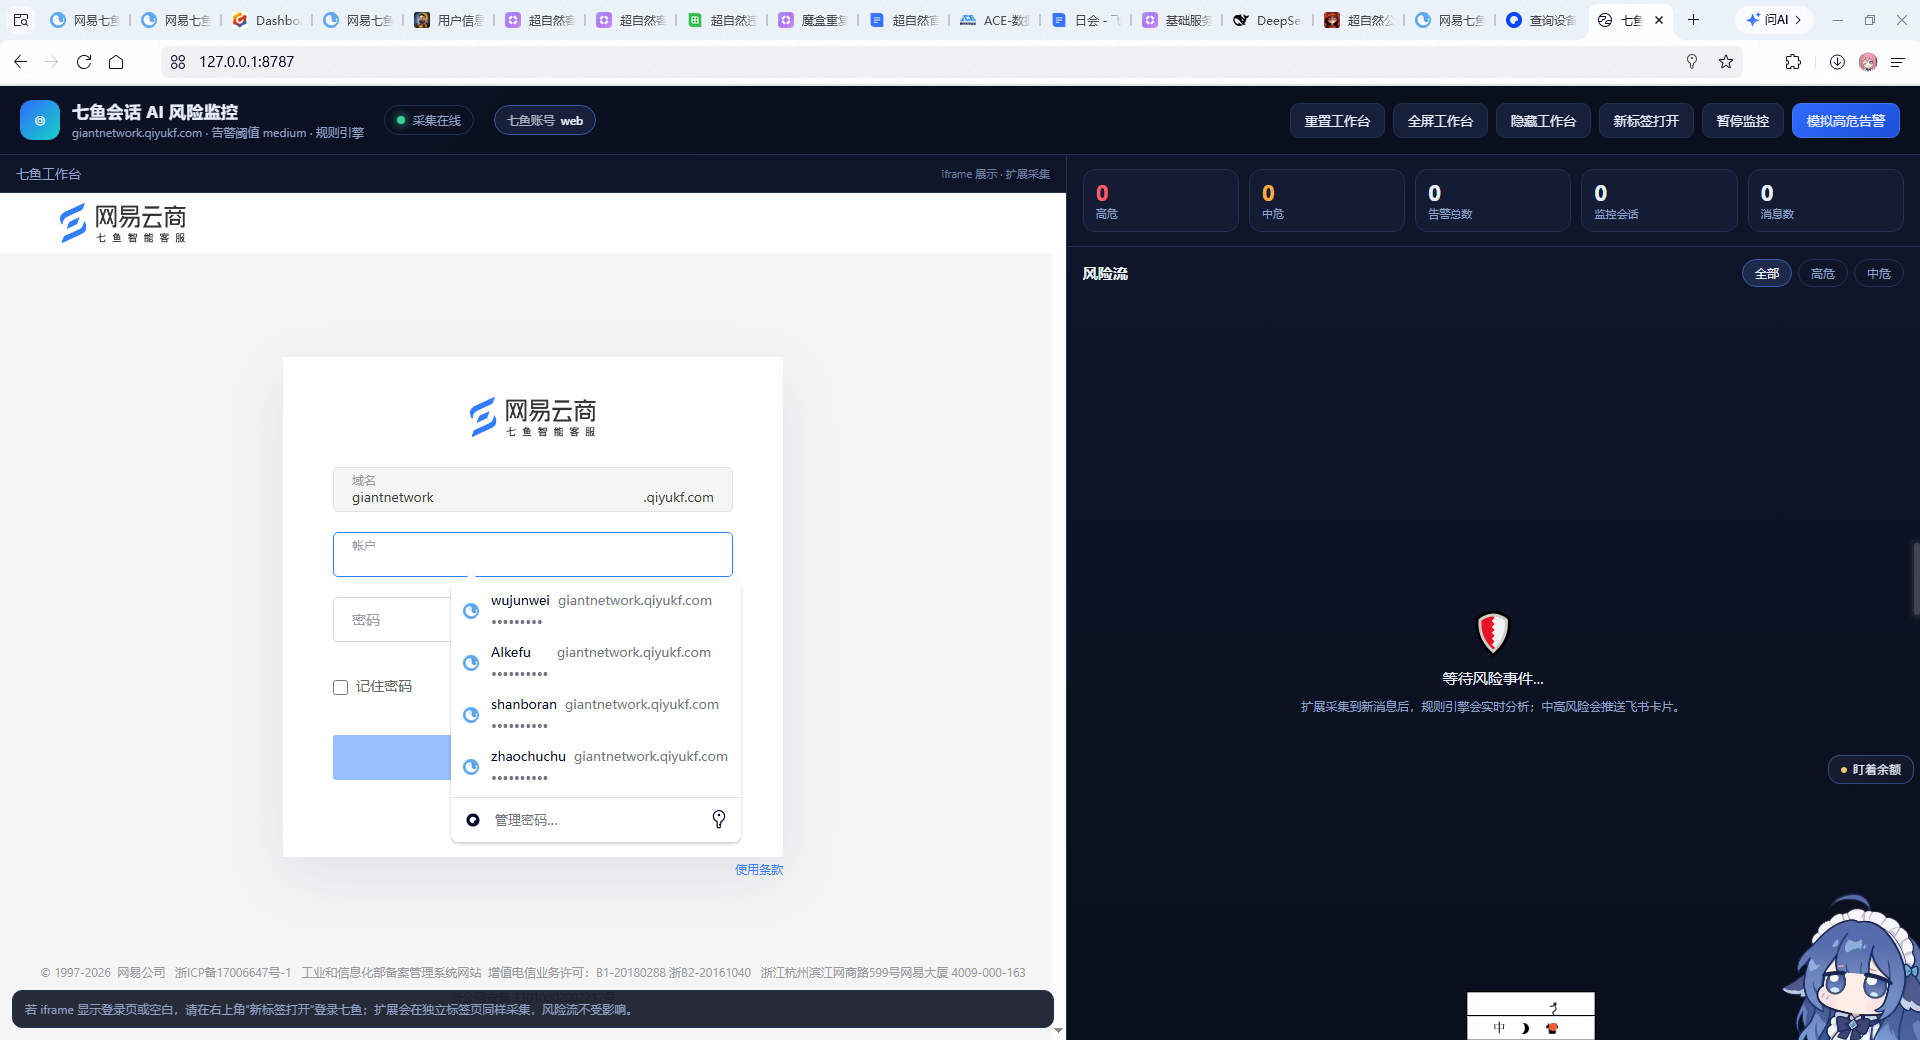 网易七鱼
网易七鱼
Dashbo
网易七鱼
用户信息
超自然客
超自然客
超自然运
魔盒重复
超自然官
ACE-数据
日会 - 飞
基础服务
DeepSe
超自然公
网易七鱼
查询设备
七鱼
问AI
127.0.0.1:8787
七鱼会话 AI 风险监控
giantnetwork.qiyukf.com · 告警阈值 medium · 规则引擎
采集在线
七鱼账号 web
重置工作台
全屏工作台
隐藏工作台
新标签打开
暂停监控
模拟高危告警
七鱼工作台
iframe 展示 · 扩展采集
网易云商
七鱼智能客服
网易云商
七鱼智能客服
域名
giantnetwork .qiyukf.com
帐户
密码
wujunwei giantnetwork.qiyukf.com
•••••••••
AIkefu giantnetwork.qiyukf.com
••••••••••
shanboran giantnetwork.qiyukf.com
••••••••••
zhaochuchu giantnetwork.qiyukf.com
••••••••••
管理密码...
记住密码
使用条款
© 1997-2026 网易公司 浙ICP备17006647号-1 工业和信息化部备案管理系统网站 增值电信业务许可：B1-20180288 浙B2-20161040 浙江杭州滨江网商路599号网易大厦 4009-000-163
若 iframe 显示登录页或空白，请在右上角“新标签打开”登录七鱼；扩展会在独立标签页同样采集，风险流不受影响。
0
高危
0
中危
0
告警总数
0
监控会话
0
消息数
风险流
全部
高危
中危
等待风险事件...
扩展采集到新消息后，规则引擎会实时分析；中高风险会推送飞书卡片。
盯着余额
中